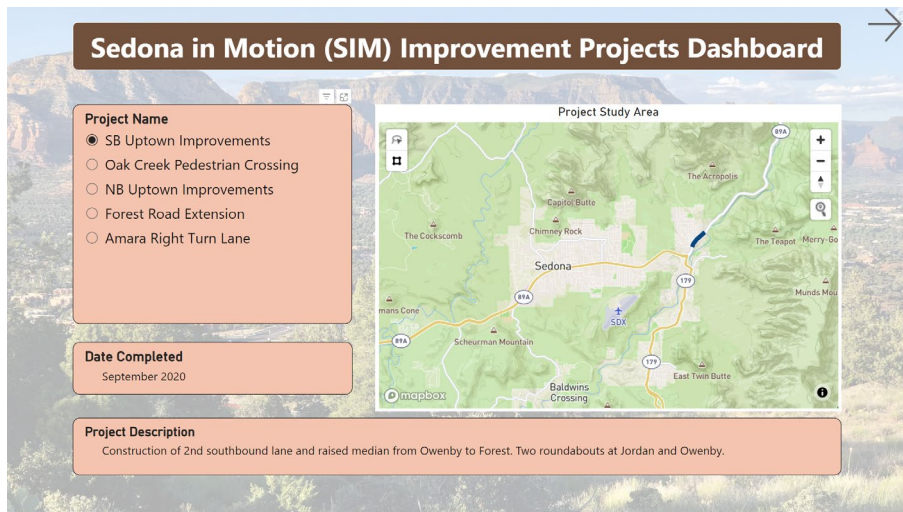 Sedona in Motion (SIM) Improvement Projects Dashboard
Project Name
SB Uptown Improvements
Oak Creek Pedestrian Crossing
NB Uptown Improvements
Forest Road Extension
Amara Right Turn Lane
Date Completed
September 2020
Project Study Area
89A
The Acropolis
Capitol Butte
Chimney Rock
The Cockscomb
The Teapot
Merry-Go
Sedona
179
Munds Mou
89A
mans Cone
SDX
89A
Scheurman Mountain
179
East Twin Butte
Baldwins
Crossing
mapbox
Project Description
Construction of 2nd southbound lane and raised median from Owenby to Forest. Two roundabouts at Jordan and Owenby.